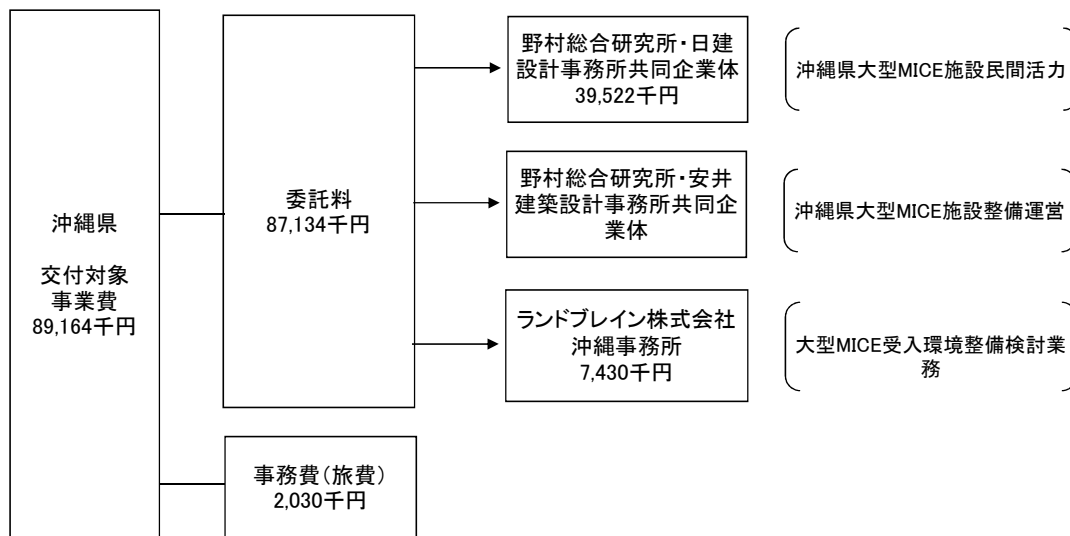 沖縄県
交付対象
事業費
89,164千円
委託料
87,134千円
事務費(旅費)
2,030千円
野村総合研究所・日建
設計事務所共同企業体
39,522千円
沖縄県大型MICE施設民間活力
野村総合研究所・安井
建築設計事務所共同企
業体
沖縄県大型MICE施設整備運営
ランドブレイン株式会社
沖縄事務所
7,430千円
大型MICE受入環境整備検討業
務